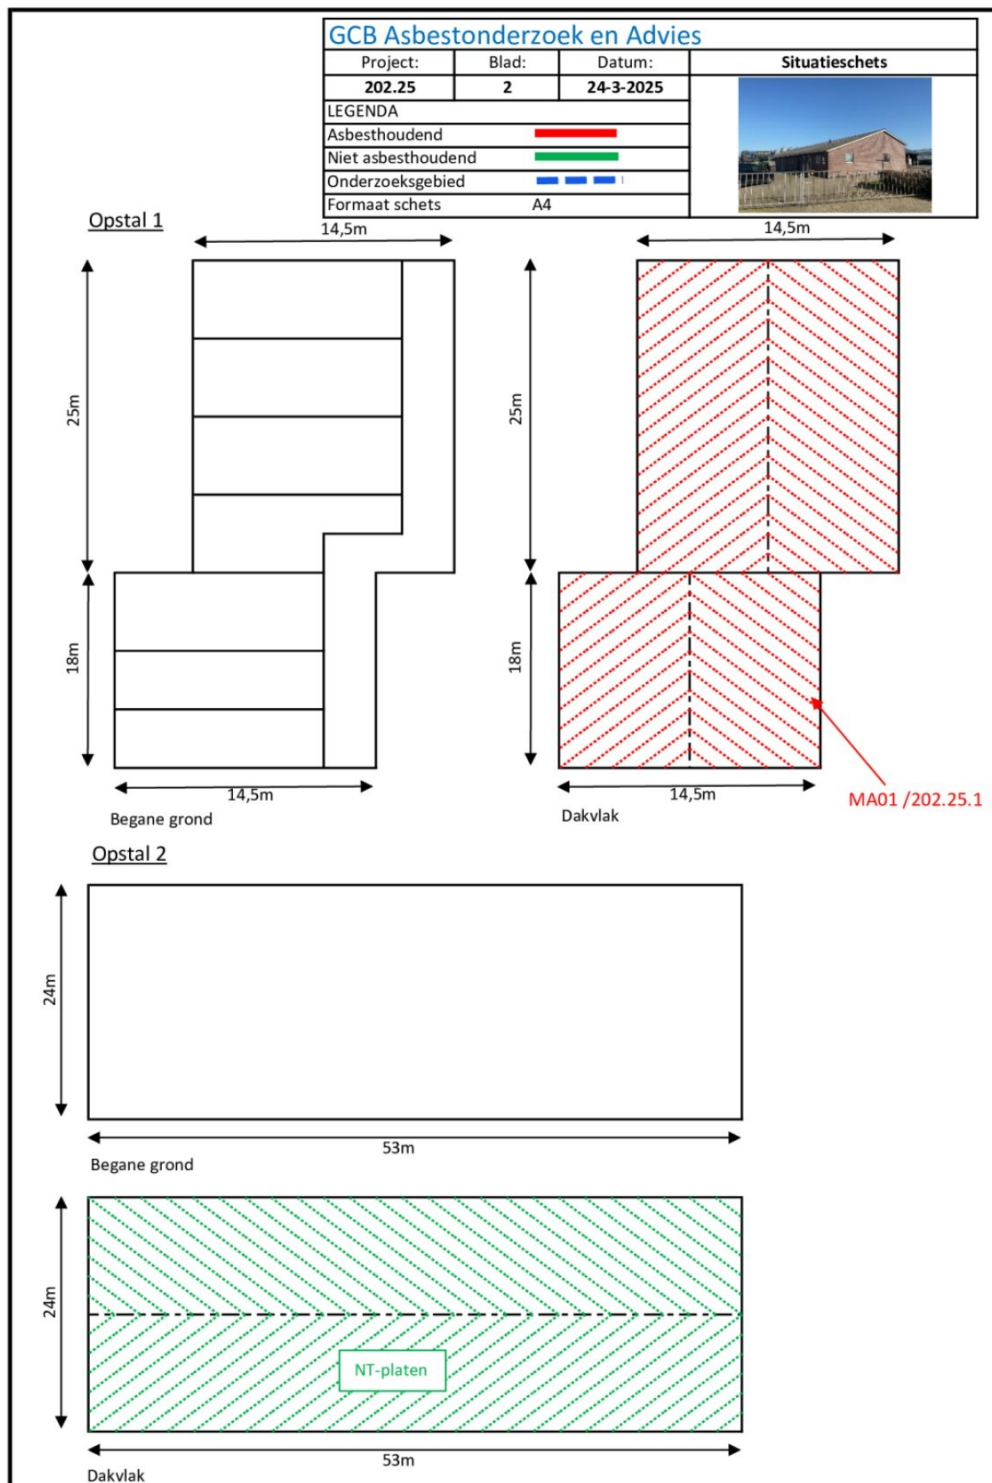 GCB Asbestonderzoek en Advies
Project: Blad: Datum: Situatieschets
202.25 2 24-3-2025
LEGENDA
Asbesthoudend
Niet asbesthoudend
Onderzoeksgebied
Formaat schets A4
Opstal 1
14,5m 14,5m
25m 25m
18m 18m
14,5m 14,5m
MA01 /202.25.1
Begane grond Dakvlak
Opstal 2
24m
53m
Begane grond
24m
NT-platen
53m
Dakvlak